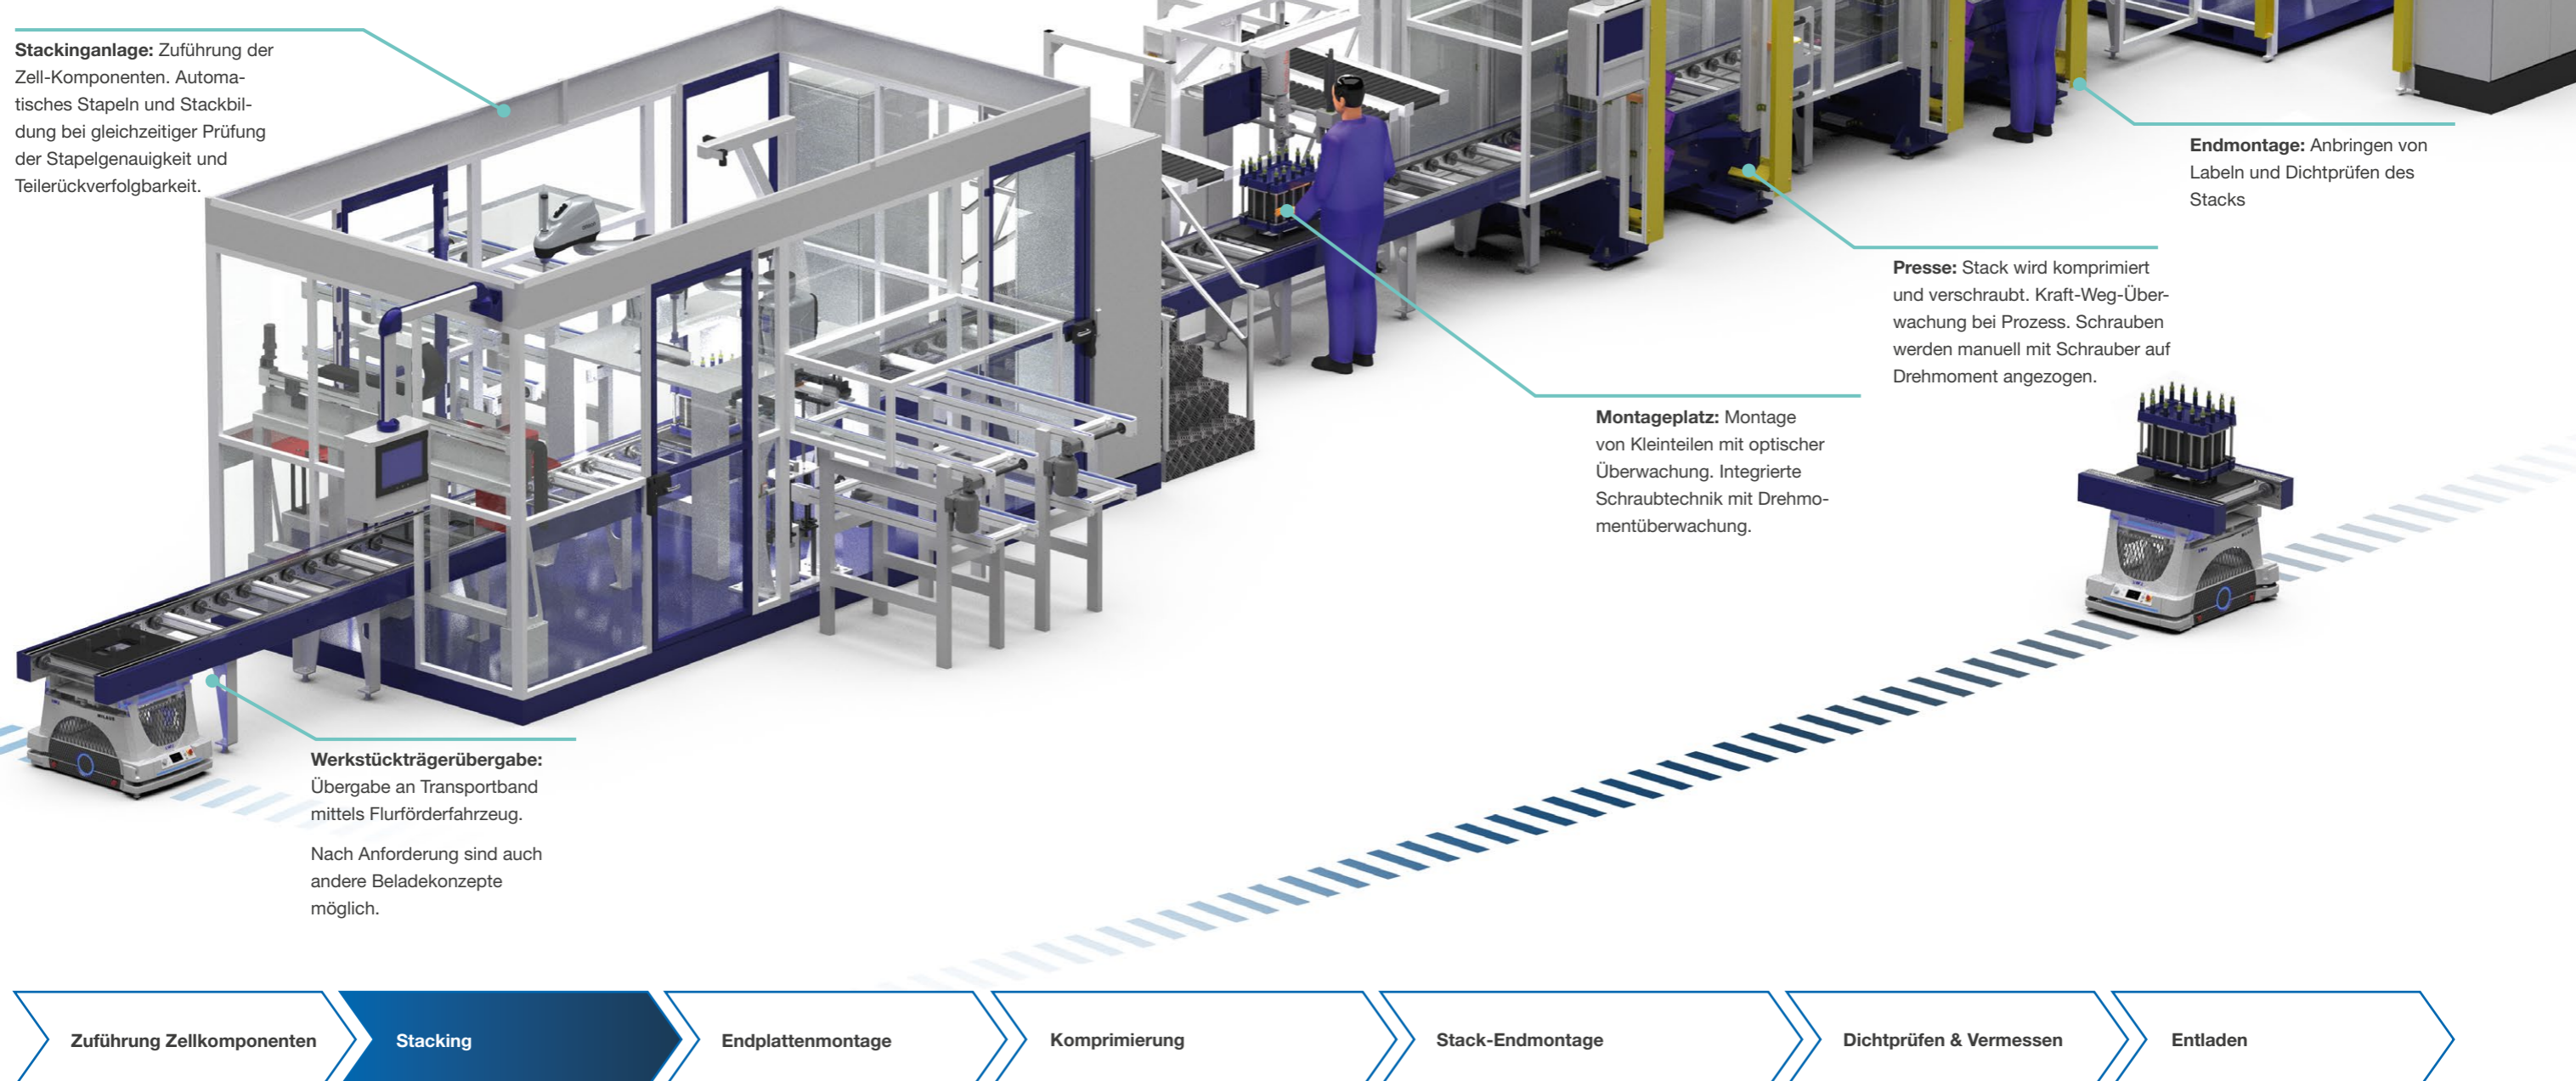 Stackinganlage: Zuführung der
Zell-Komponenten. Automa-
tisches Stapeln und Stackbil-
dung bei gleichzeitiger Prüfung
der Stapelgenauigkeit und
Teilerückverfolgbarkeit.
Endmontage: Anbringen von
Labeln und Dichtprüfen des
Stacks
Presse: Stack wird komprimiert
und verschraubt. Kraft-Weg-Über-
wachung bei Prozess. Schrauben
werden manuell mit Schrauber auf
Drehmoment angezogen.
Montageplatz: Montage
von Kleinteilen mit optischer
Überwachung. Integrierte
Schraubtechnik mit Drehmo-
mentüberwachung.
Werkstückträgerübergabe:
Übergabe an Transportband
mittels Flurförderfahrzeug.
Nach Anforderung sind auch
andere Beladekonzepte
möglich.
Zuführung Zellkomponenten
Stacking
Endplattenmontage
Komprimierung
Stack-Endmontage
Dichtprüfen & Vermessen
Entladen